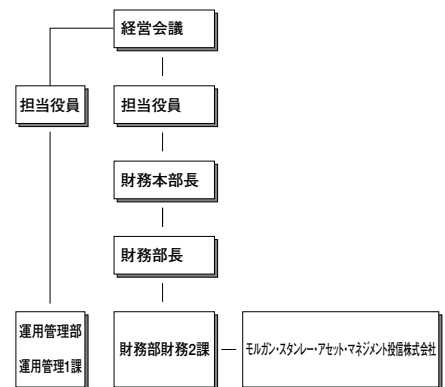 経営会議
担当役員
担当役員
財務本部長
財務部長
運用管理部
運用管理1課
財務部財務2課
モルガン・スタンレー・アセット・マネジメント投信株式会社